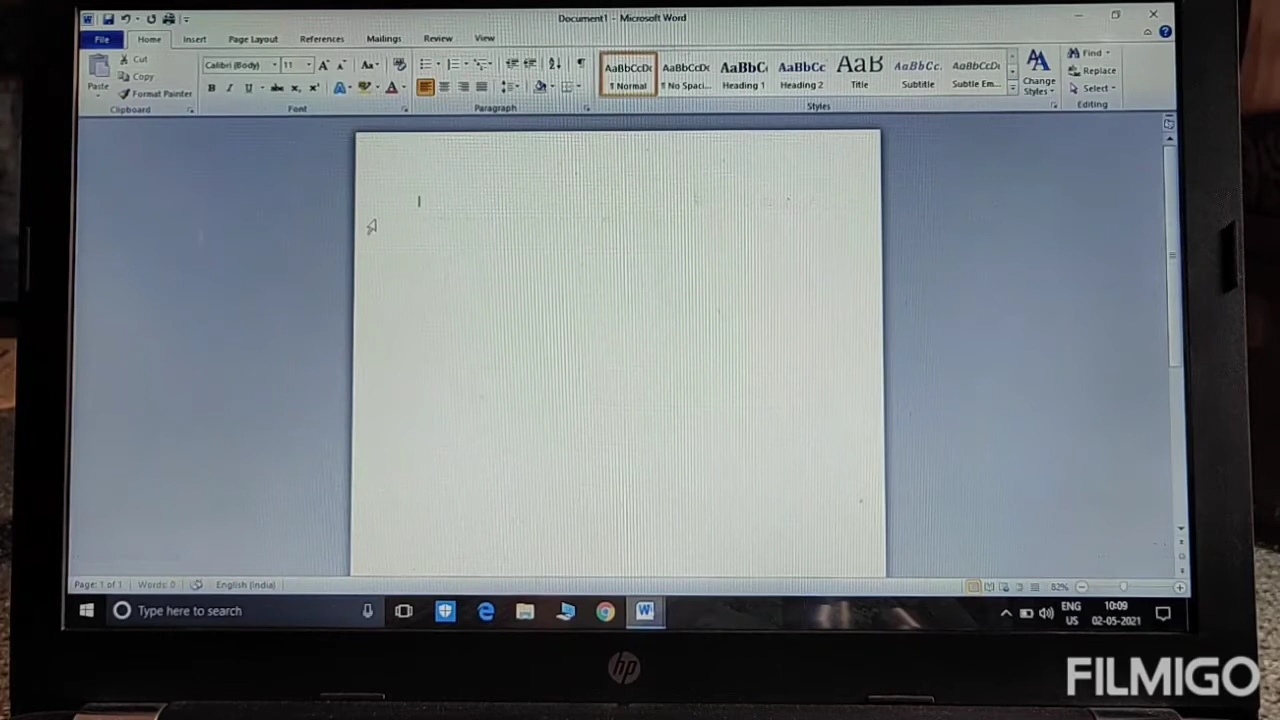 Document1 - Microsoft Word
File Home Insert Page Layout References Mailings Review View
Paste
Cut
Copy
Format Painter
Clipboard
Calibri (Body) 11
Aa
B I U abc x x A A
Font
Paragraph
AaBbCcDc AaBbCcDc AaBbC AaBbCc AaB AaBbCc. AaBbCcDt
¶ Normal ¶ No Spaci... Heading 1 Heading 2 Title Subtitle Subtle Em...
Change
Styles
Styles
Find
Replace
Select
Editing
Page: 1 of 1 Words: 0 English (India) 82%
Type here to search
ENG
US
10:09
02-05-2021
hp
FILMIGO